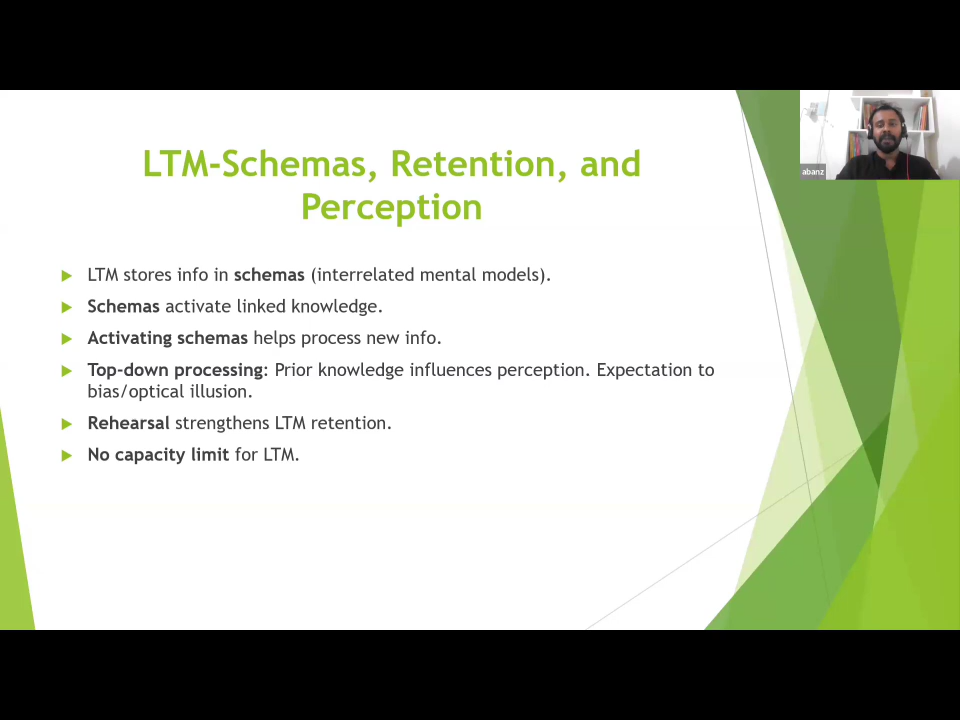 LTM-Schemas, Retention, and
Perception
abanz
LTM stores info in schemas (interrelated mental models).
Schemas activate linked knowledge.
Activating schemas helps process new info.
Top-down processing: Prior knowledge influences perception. Expectation to
bias/optical illusion.
Rehearsal strengthens LTM retention.
No capacity limit for LTM.